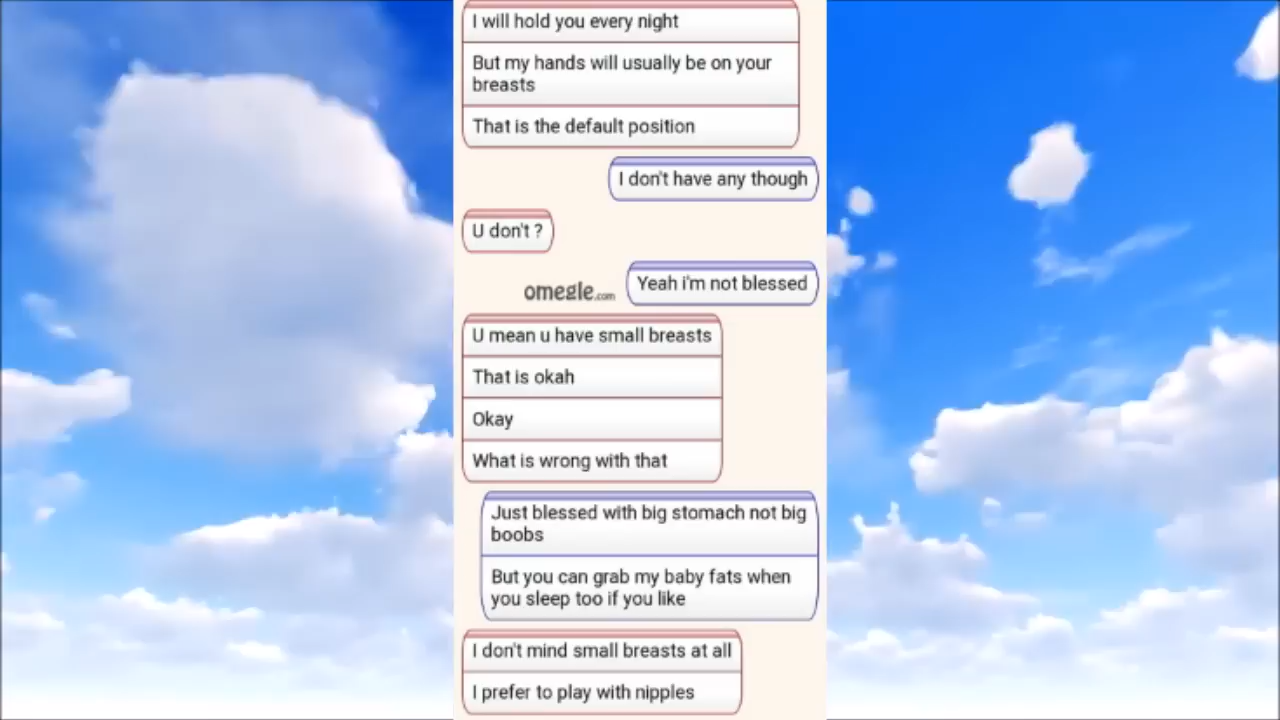 I will hold you every night
But my hands will usually be on your
breasts
That is the default position
I don't have any though
U don't ?
Yeah i'm not blessed
omegle.com
U mean u have small breasts
That is okah
Okay
What is wrong with that
Just blessed with big stomach not big
boobs
But you can grab my baby fats when
you sleep too if you like
I don't mind small breasts at all
I prefer to play with nipples